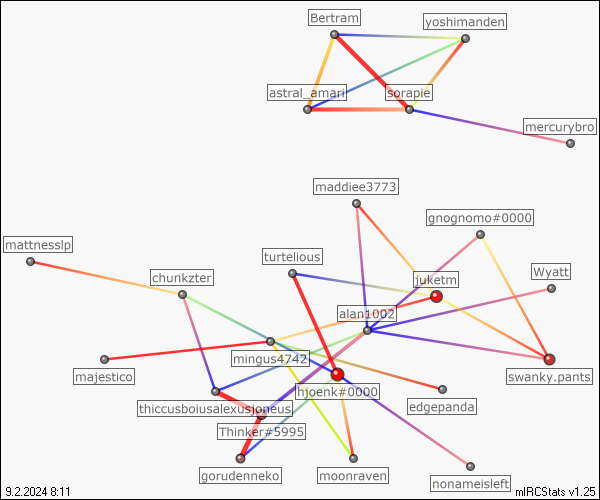 Bertram
yoshimanden
astral_amari
sorapie
mercurybro
maddiee3773
gnognomo#0000
mattnesslp
turtelious
Wyatt
chunkzter
juketm
alan1002
mingus4742
majestico
swanky.pants
hjoenk#0000
edgepanda
thiccusboiusalexusjoneus
Thinker#5995
gorudenneko
moonraven
nonameisleft
9.2.2024 8:11
mIRCStats v1.25